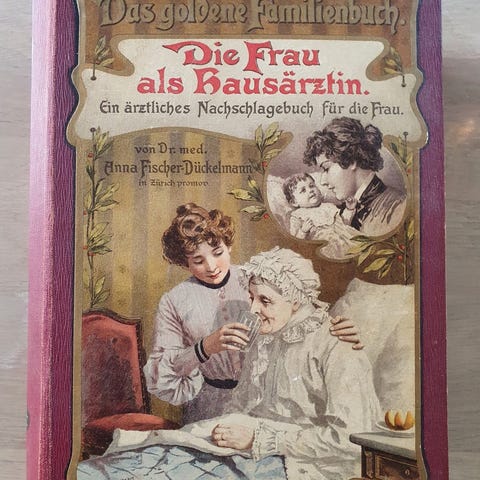 Das goldene Familienbuch.
Die Frau
als Hausärztin.
Ein ärztliches Nachschlagebuch für die Frau.
von Dr. med.
Anna Fischer-Dückelmann
in Zürich promov.